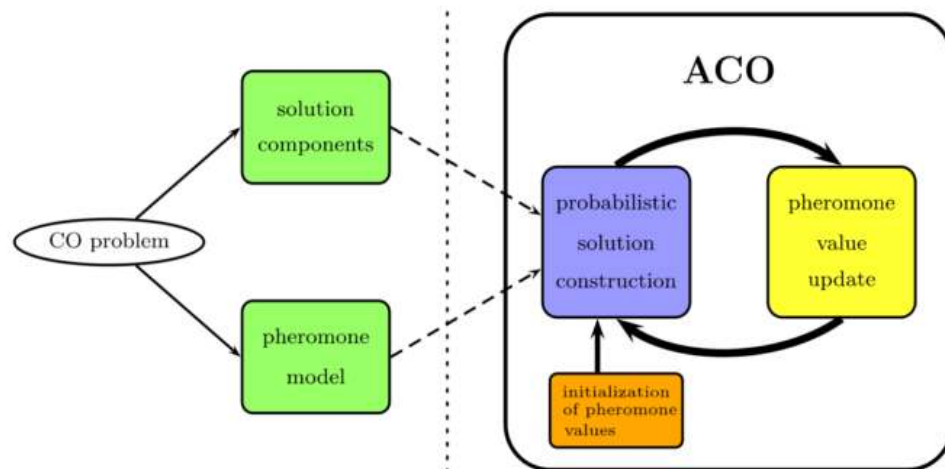 ACO
solution
components
CO problem
pheromone
model
probabilistic
solution
construction
pheromone
value
update
initialization
of pheromone
values